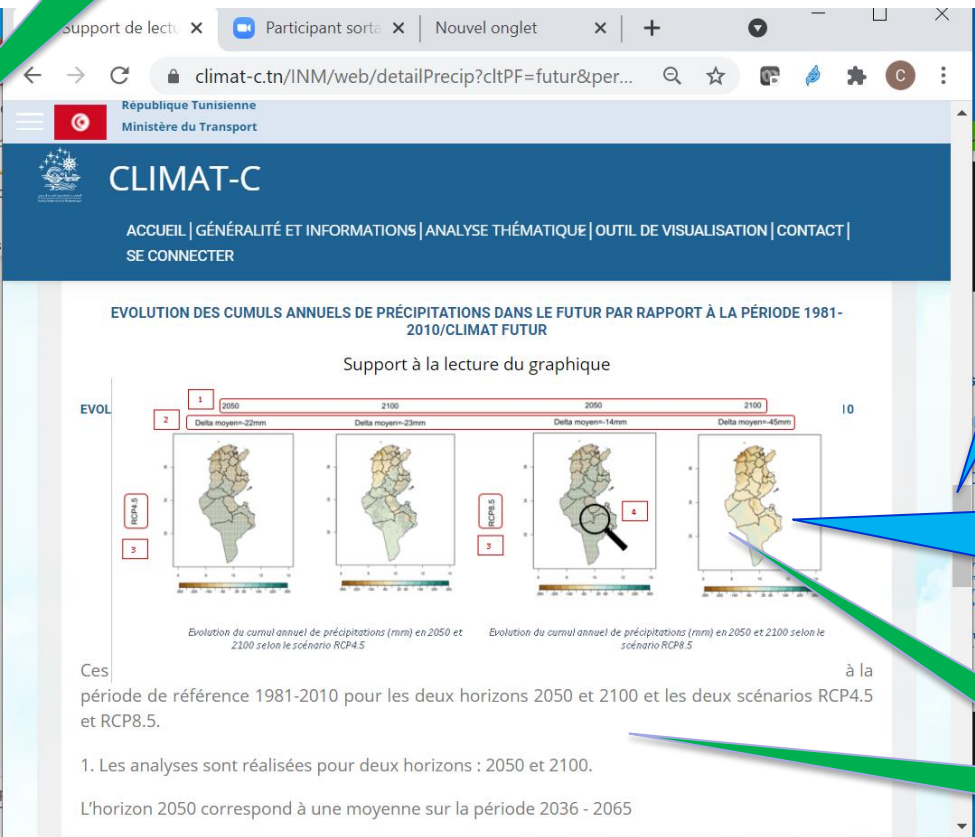 Support de lectu
Participant sorta
Nouvel onglet
climat-c.tn/INM/web/detailPrecip?cltPF=futur&per...
C
République Tunisienne
Ministère du Transport
CLIMAT-C
ACCUEIL | GÉNÉRALITÉ ET INFORMATIONS | ANALYSE THÉMATIQUE | OUTIL DE VISUALISATION | CONTACT |
SE CONNECTER
EVOLUTION DES CUMULS ANNUELS DE PRÉCIPITATIONS DANS LE FUTUR PAR RAPPORT À LA PÉRIODE 1981-
2010/CLIMAT FUTUR
Support à la lecture du graphique
EVOL
10
1
2050 2100 2050 2100
2
Delta moyen=-22mm Delta moyen=-23mm Delta moyen=-14mm Delta moyen=-45mm
RCP4.5
3
RCP8.5
3
4
Evolution du cumul annuel de précipitations (mm) en 2050 et
2100 selon le scénario RCP4.5
Evolution du cumul annuel de précipitations (mm) en 2050 et 2100 selon le
scénario RCP8.5
Ces à la
période de référence 1981-2010 pour les deux horizons 2050 et 2100 et les deux scénarios RCP4.5
et RCP8.5.
1. Les analyses sont réalisées pour deux horizons : 2050 et 2100.
L'horizon 2050 correspond à une moyenne sur la période 2036 - 2065